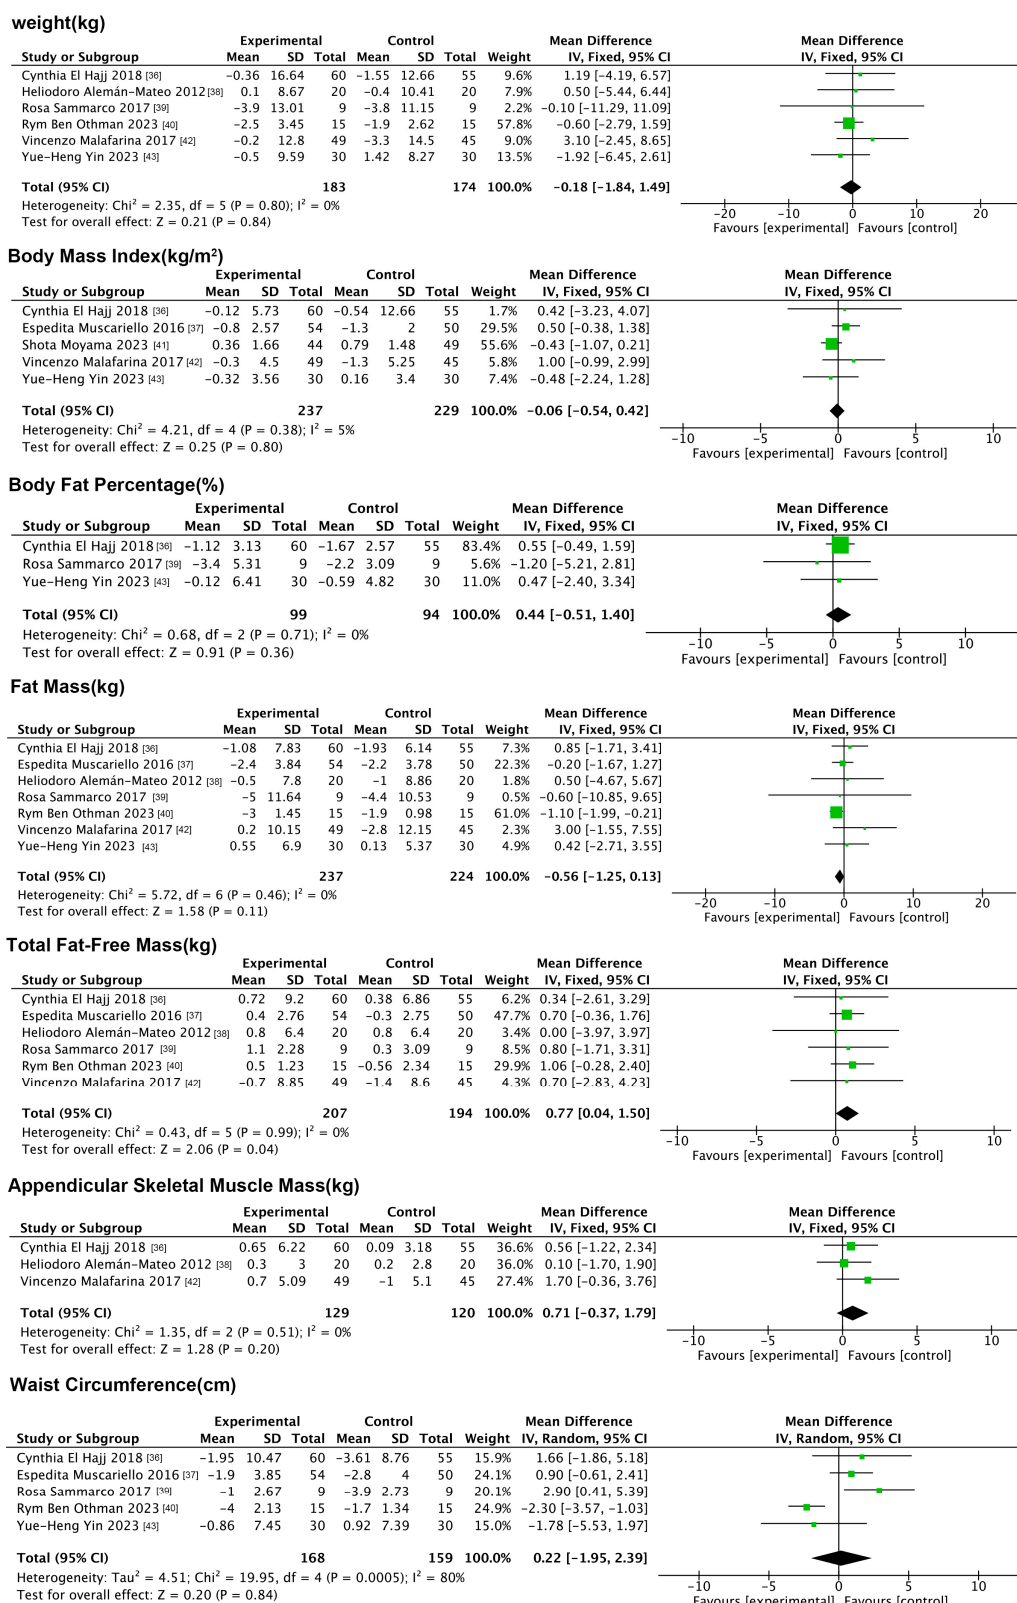 weight(kg)
Experimental Control Mean Difference Mean Difference
Study or Subgroup Mean SD Total Mean SD Total Weight IV, Fixed, 95% CI IV, Fixed, 95% CI
Cynthia El Hajj 2018 [36] −0.36 16.64 60 −1.55 12.66 55 9.6% 1.19 [−4.19, 6.57]
Heliodoro Alemán−Mateo 2012[38] 0.1 8.67 20 −0.4 10.41 20 7.9% 0.50 [−5.44, 6.44]
Rosa Sammarco 2017 [39] −3.9 13.01 9 −3.8 11.15 9 2.2% −0.10 [−11.29, 11.09]
Rym Ben Othman 2023 [40] −2.5 3.45 15 −1.9 2.62 15 57.8% −0.60 [−2.79, 1.59]
Vincenzo Malafarina 2017 [42] −0.2 12.8 49 −3.3 14.5 45 9.0% 3.10 [−2.45, 8.65]
Yue−Heng Yin 2023 [43] −0.5 9.59 30 1.42 8.27 30 13.5% −1.92 [−6.45, 2.61]
Total (95% CI) 183 174 100.0% −0.18 [−1.84, 1.49]
Heterogeneity: Chi² = 2.35, df = 5 (P = 0.80); I² = 0%
Test for overall effect: Z = 0.21 (P = 0.84)
−20 −10 0 10 20
Favours [experimental] Favours [control]
Body Mass Index(kg/m²)
Experimental Control Mean Difference Mean Difference
Study or Subgroup Mean SD Total Mean SD Total Weight IV, Fixed, 95% CI IV, Fixed, 95% CI
Cynthia El Hajj 2018 [36] −0.12 5.73 60 −0.54 12.66 55 1.7% 0.42 [−3.23, 4.07]
Espedita Muscariello 2016 [37] −0.8 2.57 54 −1.3 2 50 29.5% 0.50 [−0.38, 1.38]
Shota Moyama 2023 [41] 0.36 1.66 44 0.79 1.48 49 55.6% −0.43 [−1.07, 0.21]
Vincenzo Malafarina 2017 [42] −0.3 4.5 49 −1.3 5.25 45 5.8% 1.00 [−0.99, 2.99]
Yue−Heng Yin 2023 [43] −0.32 3.56 30 0.16 3.4 30 7.4% −0.48 [−2.24, 1.28]
Total (95% CI) 237 229 100.0% −0.06 [−0.54, 0.42]
Heterogeneity: Chi² = 4.21, df = 4 (P = 0.38); I² = 5%
Test for overall effect: Z = 0.25 (P = 0.80)
−10 −5 0 5 10
Favours [experimental] Favours [control]
Body Fat Percentage(%)
Experimental Control Mean Difference Mean Difference
Study or Subgroup Mean SD Total Mean SD Total Weight IV, Fixed, 95% CI IV, Fixed, 95% CI
Cynthia El Hajj 2018[36] −1.12 3.13 60 −1.67 2.57 55 83.4% 0.55 [−0.49, 1.59]
Rosa Sammarco 2017 [39] −3.4 5.31 9 −2.2 3.09 9 5.6% −1.20 [−5.21, 2.81]
Yue−Heng Yin 2023 [43] −0.12 6.41 30 −0.59 4.82 30 11.0% 0.47 [−2.40, 3.34]
Total (95% CI) 99 94 100.0% 0.44 [−0.51, 1.40]
Heterogeneity: Chi² = 0.68, df = 2 (P = 0.71); I² = 0%
Test for overall effect: Z = 0.91 (P = 0.36)
−10 −5 0 5 10
Favours [experimental] Favours [control]
Fat Mass(kg)
Experimental Control Mean Difference Mean Difference
Study or Subgroup Mean SD Total Mean SD Total Weight IV, Fixed, 95% CI IV, Fixed, 95% CI
Cynthia El Hajj 2018 [36] −1.08 7.83 60 −1.93 6.14 55 7.3% 0.85 [−1.71, 3.41]
Espedita Muscariello 2016 [37] −2.4 3.84 54 −2.2 3.78 50 22.3% −0.20 [−1.67, 1.27]
Heliodoro Alemán−Mateo 2012 [38] −0.5 7.8 20 −1 8.86 20 1.8% 0.50 [−4.67, 5.67]
Rosa Sammarco 2017 [39] −5 11.64 9 −4.4 10.53 9 0.5% −0.60 [−10.85, 9.65]
Rym Ben Othman 2023 [40] −3 1.45 15 −1.9 0.98 15 61.0% −1.10 [−1.99, −0.21]
Vincenzo Malafarina 2017 [42] 0.2 10.15 49 −2.8 12.15 45 2.3% 3.00 [−1.55, 7.55]
Yue−Heng Yin 2023 [43] 0.55 6.9 30 0.13 5.37 30 4.9% 0.42 [−2.71, 3.55]
Total (95% CI) 237 224 100.0% −0.56 [−1.25, 0.13]
Heterogeneity: Chi² = 5.72, df = 6 (P = 0.46); I² = 0%
Test for overall effect: Z = 1.58 (P = 0.11)
−20 −10 0 10 20
Favours [experimental] Favours [control]
Total Fat-Free Mass(kg)
Experimental Control Mean Difference Mean Difference
Study or Subgroup Mean SD Total Mean SD Total Weight IV, Fixed, 95% CI IV, Fixed, 95% CI
Cynthia El Hajj 2018 [36] 0.72 9.2 60 0.38 6.86 55 6.2% 0.34 [−2.61, 3.29]
Espedita Muscariello 2016 [37] 0.4 2.76 54 −0.3 2.75 50 47.7% 0.70 [−0.36, 1.76]
Heliodoro Alemán−Mateo 2012[38] 0.8 6.4 20 0.8 6.4 20 3.4% 0.00 [−3.97, 3.97]
Rosa Sammarco 2017 [39] 1.1 2.28 9 0.3 3.09 9 8.5% 0.80 [−1.71, 3.31]
Rym Ben Othman 2023 [40] 0.5 1.23 15 −0.56 2.34 15 29.9% 1.06 [−0.28, 2.40]
Vincenzo Malafarina 2017 [42] −0.7 8.85 49 −1.4 8.6 45 4.3% 0.70 [−2.83, 4.23]
Total (95% CI) 207 194 100.0% 0.77 [0.04, 1.50]
Heterogeneity: Chi² = 0.43, df = 5 (P = 0.99); I² = 0%
Test for overall effect: Z = 2.06 (P = 0.04)
−10 −5 0 5 10
Favours [experimental] Favours [control]
Appendicular Skeletal Muscle Mass(kg)
Experimental Control Mean Difference Mean Difference
Study or Subgroup Mean SD Total Mean SD Total Weight IV, Fixed, 95% CI IV, Fixed, 95% CI
Cynthia El Hajj 2018 [36] 0.65 6.22 60 0.09 3.18 55 36.6% 0.56 [−1.22, 2.34]
Heliodoro Alemán−Mateo 2012 [38] 0.3 3 20 0.2 2.8 20 36.0% 0.10 [−1.70, 1.90]
Vincenzo Malafarina 2017 [42] 0.7 5.09 49 −1 5.1 45 27.4% 1.70 [−0.36, 3.76]
Total (95% CI) 129 120 100.0% 0.71 [−0.37, 1.79]
Heterogeneity: Chi² = 1.35, df = 2 (P = 0.51); I² = 0%
Test for overall effect: Z = 1.28 (P = 0.20)
−10 −5 0 5 10
Favours [experimental] Favours [control]
Waist Circumference(cm)
Experimental Control Mean Difference Mean Difference
Study or Subgroup Mean SD Total Mean SD Total Weight IV, Random, 95% CI IV, Random, 95% CI
Cynthia El Hajj 2018 [36] −1.95 10.47 60 −3.61 8.76 55 15.9% 1.66 [−1.86, 5.18]
Espedita Muscariello 2016 [37] −1.9 3.85 54 −2.8 4 50 24.1% 0.90 [−0.61, 2.41]
Rosa Sammarco 2017 [39] −1 2.67 9 −3.9 2.73 9 20.1% 2.90 [0.41, 5.39]
Rym Ben Othman 2023 [40] −4 2.13 15 −1.7 1.34 15 24.9% −2.30 [−3.57, −1.03]
Yue−Heng Yin 2023 [43] −0.86 7.45 30 0.92 7.39 30 15.0% −1.78 [−5.53, 1.97]
Total (95% CI) 168 159 100.0% 0.22 [−1.95, 2.39]
Heterogeneity: Tau² = 4.51; Chi² = 19.95, df = 4 (P = 0.0005); I² = 80%
Test for overall effect: Z = 0.20 (P = 0.84)
−10 −5 0 5 10
Favours [experimental] Favours [control]